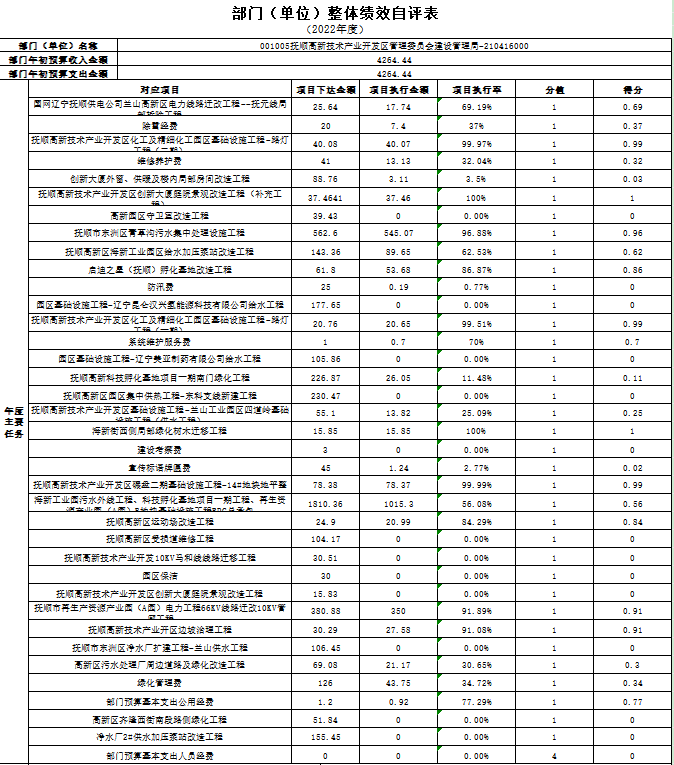 部门（单位）整体绩效自评表
（2022年度）
部门（单位）名称 001005抚顺高新技术产业开发区管理委员会建设管理局-210416000
部门年初预算收入金额 4264.44
部门年初预算支出金额 4264.44
年度主要任务
对应项目 项目下达金额 项目执行金额 项目执行率 分值 得分
国网辽宁抚顺供电公司兰山高新区电力线路迁改工程--抚元线局 25.64 17.74 69.19% 1 0.69
除雪经费 20 7.4 37% 1 0.37
抚顺高新技术产业开发区化工及精细化工园区基础设施工程-路灯工程（二期） 40.08 40.07 99.97% 1 0.99
维修养护费 41 13.13 32.04% 1 0.32
创新大厦外窗、供暖及楼内局部房间改造工程 88.76 3.11 3.5% 1 0.03
抚顺高新技术产业开发区创新大厦庭院景观改造工程（补充工程） 37.4641 37.46 100% 1 1
高新园区守卫室改造工程 39.43 0 0.00% 1 0
抚顺市东洲区青草沟污水集中处理设施工程 562.6 545.07 96.88% 1 0.96
抚顺高新区海新工业园区给水加压泵站改造工程 143.36 89.65 62.53% 1 0.62
启迪之星（抚顺）孵化基地改造工程 61.8 53.68 86.87% 1 0.86
防汛费 25 0.19 0.77% 1 0
园区基础设施工程-辽宁昆仑汉兴氢能源科技有限公司给水工程 177.65 0 0.00% 1 0
抚顺高新技术产业开发区化工及精细化工园区基础设施工程-路灯工程（一期） 20.76 20.65 99.51% 1 0.99
系统维护服务费 1 0.7 70% 1 0.7
园区基础设施工程-辽宁美亚制药有限公司给水工程 105.86 0 0.00% 1 0
抚顺高新科技孵化基地项目一期南门绿化工程 226.87 26.05 11.48% 1 0.11
抚顺高新区园区集中供热工程-东科支线新建工程 230.47 0 0.00% 1 0
抚顺高新技术产业开发区基础设施工程-兰山工业园区四道岭基础设施工程（供水工程） 55.1 13.82 25.09% 1 0.25
海新街西侧局部绿化树木迁移工程 15.85 15.85 100% 1 1
建设考察费 3 0 0.00% 1 0
宣传标语牌匾费 45 1.24 2.77% 1 0.02
抚顺高新技术产业开发区碾盘二期基础设施工程-14#地块地平整 78.38 78.37 99.99% 1 0.99
海新工业园污水外线工程、科技孵化基地项目一期工程、再生资源产业园（A园）B地块基础设施工程EPC总承包 1810.36 1015.3 56.08% 1 0.56
抚顺高新区运动场改造工程 24.9 20.99 84.29% 1 0.84
抚顺高新区受损道维修工程 104.17 0 0.00% 1 0
抚顺高新技术产业开发10KV马和线线路迁移工程 30.51 0 0.00% 1 0
园区保洁 30 0 0.00% 1 0
抚顺高新技术产业开发区创新大厦庭院景观改造工程 15.83 0 0.00% 1 0
抚顺市再生产资源产业园（A园）电力工程66KV线路迁改10KV管网工程 380.88 350 91.89% 1 0.91
抚顺高新技术产业开区边坡治理工程 30.29 27.58 91.08% 1 0.91
抚顺市东洲区净水厂扩建工程-兰山供水工程 106.45 0 0.00% 1 0
高新区污水处理厂周边道路及绿化改造工程 69.08 21.17 30.65% 1 0.3
绿化管理费 126 43.75 34.72% 1 0.34
部门预算基本支出公用经费 1.2 0.92 77.29% 1 0.77
高新区齐隆西街南段路侧绿化工程 51.84 0 0.00% 1 0
净水厂2#供水加压泵站改造工程 155.45 0 0.00% 1 0
部门预算基本支出人员经费 0 0 0.00% 4 0